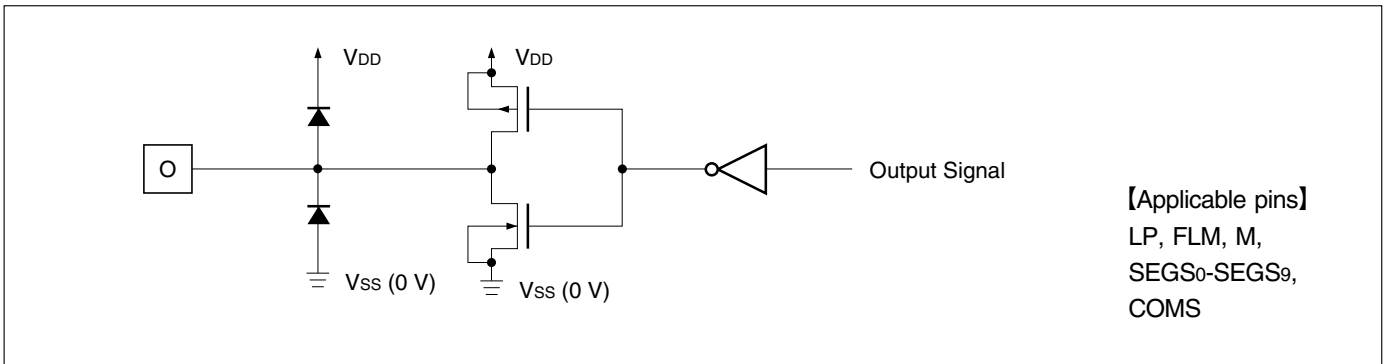 VDD
VDD
O
Output Signal
VSS (0 V)
VSS (0 V)
【Applicable pins】
LP, FLM, M,
SEGS0-SEGS9,
COMS